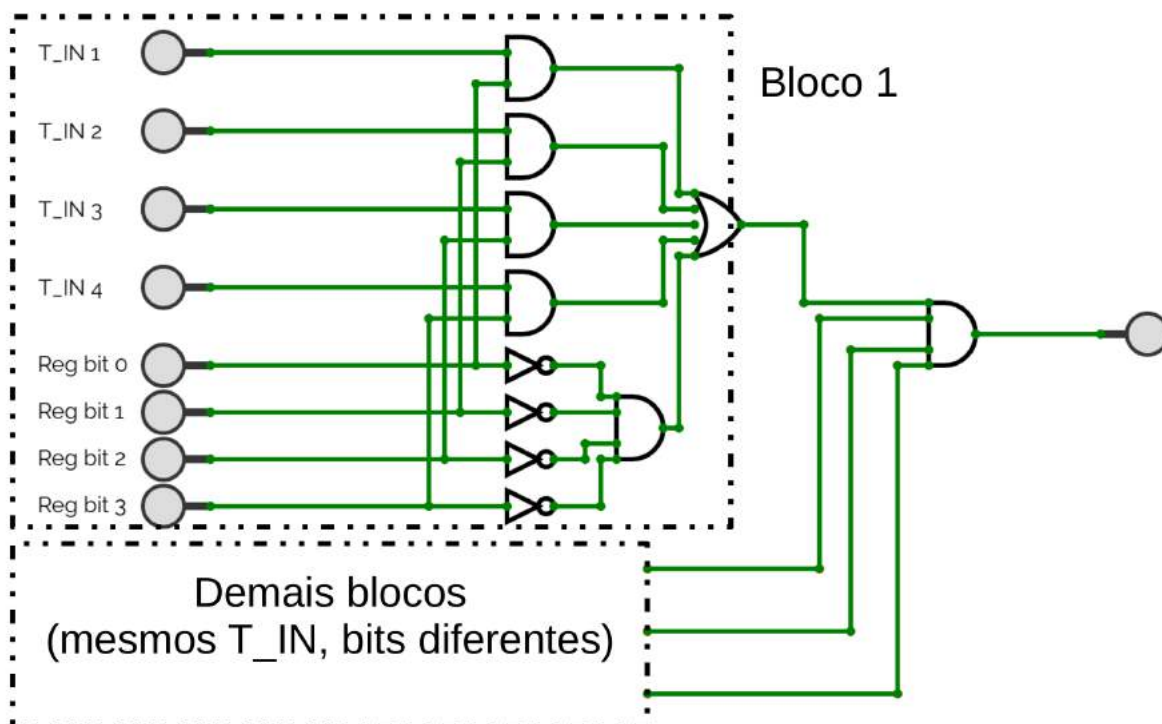 T_IN 1
Bloco 1
T_IN 2
T_IN 3
T_IN 4
Reg bit 0
Reg bit 1
Reg bit 2
Reg bit 3
Demais blocos
(mesmos T_IN, bits diferentes)